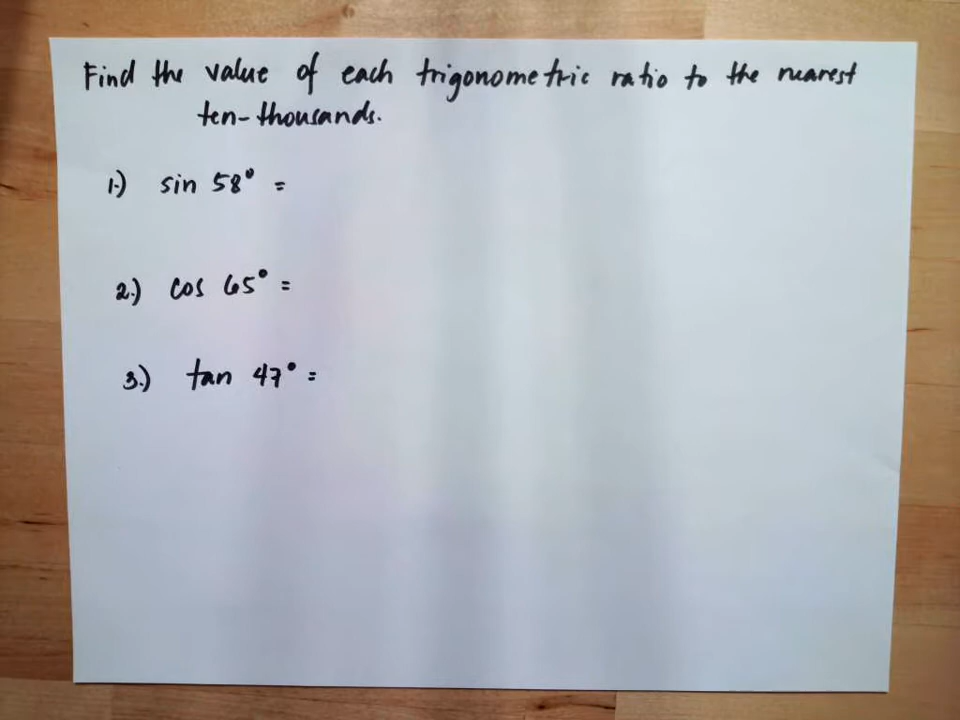 Find the value of each trigonometric ratio to the nearest
ten-thousands.
1.) sin 58° =
2.) cos 65° =
3.) tan 47° =